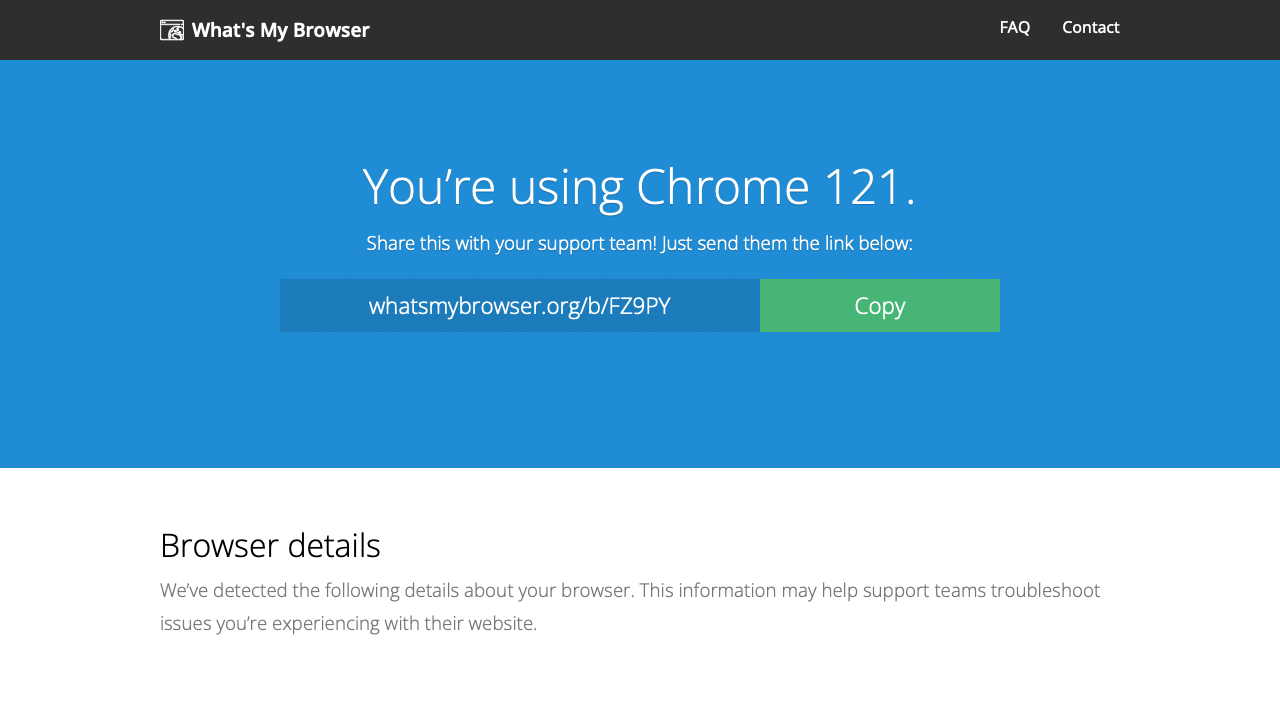 What's My Browser
FAQ
Contact
You’re using Chrome 121.
Share this with your support team! Just send them the link below:
whatsmybrowser.org/b/FZ9PY
Copy
Browser details
We’ve detected the following details about your browser. This information may help support teams troubleshoot
issues you’re experiencing with their website.